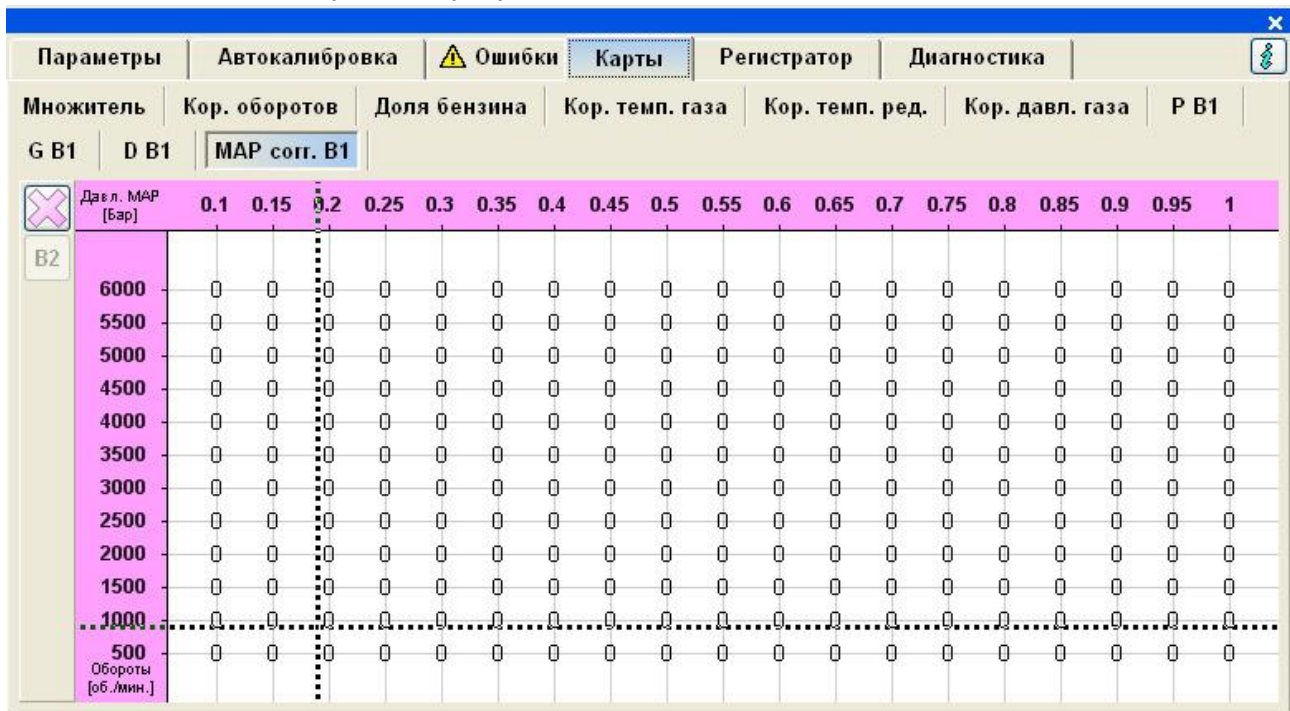 Параметры Автокалибровка Ошибки Карты Регистратор Диагностика
Множитель Кор. оборотов Доля бензина Кор. темп. газа Кор. темп. ред. Кор. давл. газа P B1
G B1 D B1 MAP corr. B1
Давл. MAP 0.1 0.15 0.2 0.25 0.3 0.35 0.4 0.45 0.5 0.55 0.6 0.65 0.7 0.75 0.8 0.85 0.9 0.95 1
[Бар]
B2
6000 0 0 0 0 0 0 0 0 0 0 0 0 0 0 0 0 0 0 0
5500 0 0 0 0 0 0 0 0 0 0 0 0 0 0 0 0 0 0 0
5000 0 0 0 0 0 0 0 0 0 0 0 0 0 0 0 0 0 0 0
4500 0 0 0 0 0 0 0 0 0 0 0 0 0 0 0 0 0 0 0
4000 0 0 0 0 0 0 0 0 0 0 0 0 0 0 0 0 0 0 0
3500 0 0 0 0 0 0 0 0 0 0 0 0 0 0 0 0 0 0 0
3000 0 0 0 0 0 0 0 0 0 0 0 0 0 0 0 0 0 0 0
2500 0 0 0 0 0 0 0 0 0 0 0 0 0 0 0 0 0 0 0
2000 0 0 0 0 0 0 0 0 0 0 0 0 0 0 0 0 0 0 0
1500 0 0 0 0 0 0 0 0 0 0 0 0 0 0 0 0 0 0 0
1000 0 0 0 0 0 0 0 0 0 0 0 0 0 0 0 0 0 0 0
500 0 0 0 0 0 0 0 0 0 0 0 0 0 0 0 0 0 0 0
Обороты
[об./мин.]